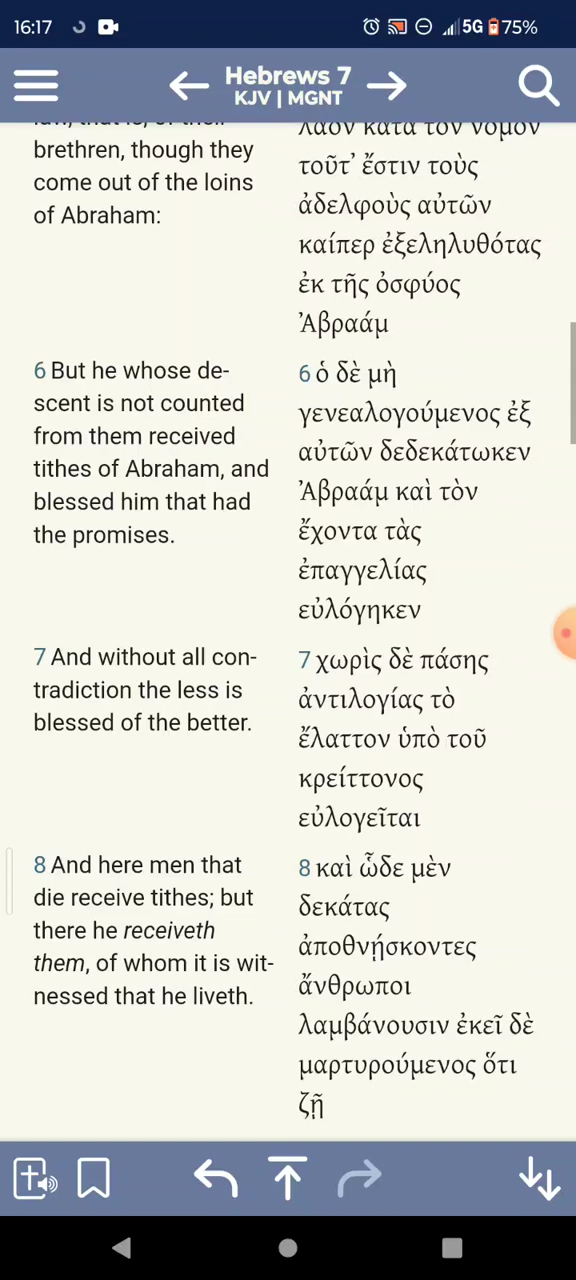 16:17
5G 75%
Hebrews 7
KJV | MGNT
brethren, though they
come out of the loins
of Abraham:
λαὸν κατὰ τὸν νόμον
τοῦτ’ ἔστιν τοὺς
ἀδελφοὺς αὐτῶν
καίπερ ἐξεληλυθότας
ἐκ τῆς ὀσφύος
Ἀβραάμ
6 But he whose de-
scent is not counted
from them received
tithes of Abraham, and
blessed him that had
the promises.
6 ὁ δὲ μὴ
γενεαλογούμενος ἐξ
αὐτῶν δεδεκάτωκεν
Ἀβραάμ καὶ τὸν
ἔχοντα τὰς
ἐπαγγελίας
εὐλόγηκεν
7 And without all con-
tradiction the less is
blessed of the better.
7 χωρὶς δὲ πάσης
ἀντιλογίας τὸ
ἔλαττον ὑπὸ τοῦ
κρείττονος
εὐλογεῖται
8 And here men that
die receive tithes; but
there he receiveth
them, of whom it is wit-
nessed that he liveth.
8 καὶ ὧδε μὲν
δεκάτας
ἀποθνῄσκοντες
ἄνθρωποι
λαμβάνουσιν ἐκεῖ δὲ
μαρτυρούμενος ὅτι
ζῇ